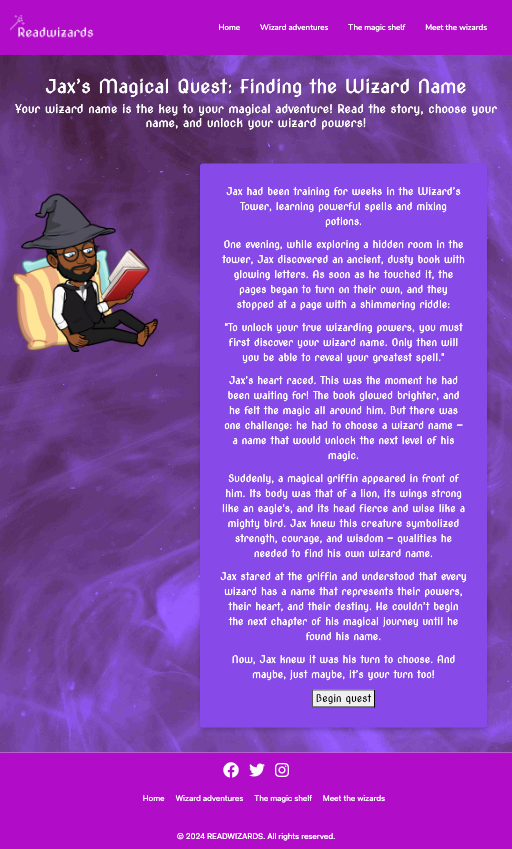 Readwizards
Home Wizard adventures The magic shelf Meet the wizards
Jax's Magical Quest: Finding the Wizard Name
Your wizard name is the key to your magical adventure! Read the story, choose your
name, and unlock your wizard powers!
Jax had been training for weeks in the Wizard's
Tower, learning powerful spells and mixing
potions.
One evening, while exploring a hidden room in the
tower, Jax discovered an ancient, dusty book with
glowing letters. As soon as he touched it, the
pages began to turn on their own, and they
stopped at a page with a shimmering riddle:
"To unlock your true wizarding powers, you must
first discover your wizard name. Only then will
you be able to reveal your greatest spell."
Jax's heart raced. This was the moment he had
been waiting for! The book glowed brighter, and
he felt the magic all around him. But there was
one challenge: he had to choose a wizard name –
a name that would unlock the next level of his
magic.
Suddenly, a magical griffin appeared in front of
him. Its body was that of a lion, its wings strong
like an eagle's, and its head fierce and wise like a
mighty bird. Jax knew this creature symbolized
strength, courage, and wisdom – qualities he
needed to find his own wizard name.
Jax stared at the griffin and understood that every
wizard has a name that represents their powers,
their heart, and their destiny. He couldn't begin
the next chapter of his magical journey until he
found his name.
Now, Jax knew it was his turn to choose. And
maybe, just maybe, it's your turn too!
Begin quest
Home Wizard adventures The magic shelf Meet the wizards
© 2024 READWIZARDS. All rights reserved.